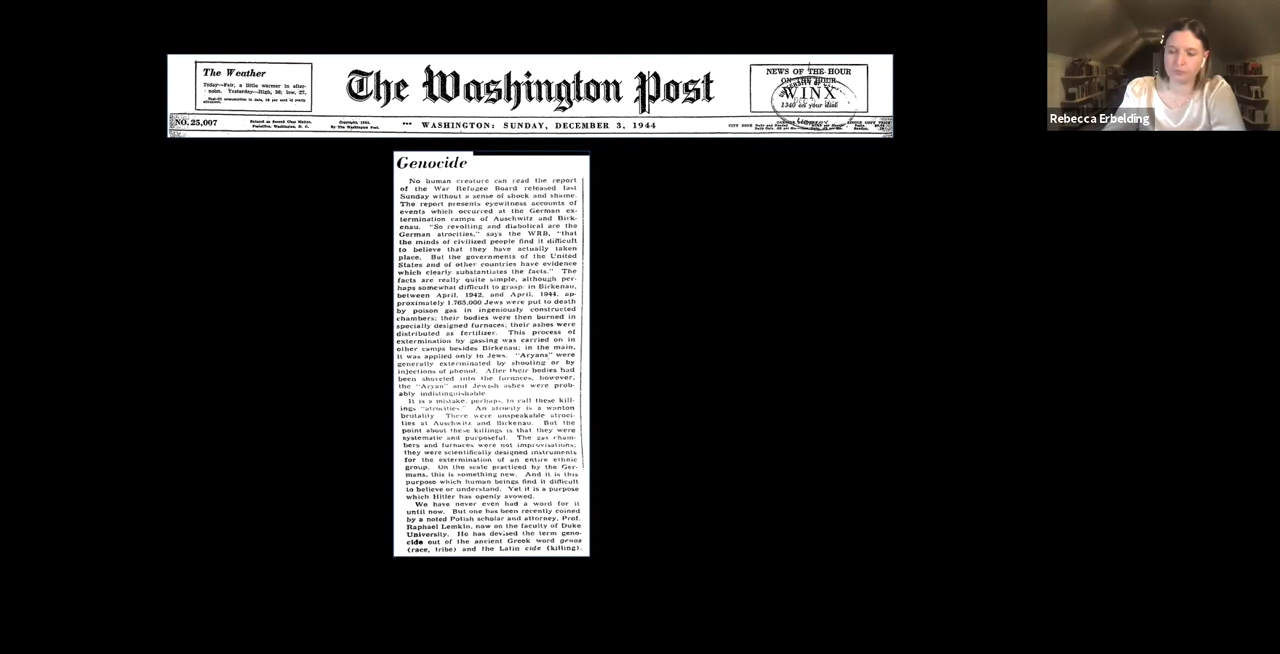 The Weather
Today—Fair; a little warmer in after-
noon. Yesterday—High, 36; low, 27.
The Washington Post
NEWS OF THE HOUR
ON THE HOUR
WINX
1340 on your dial
NO. 25,007
*** WASHINGTON: SUNDAY, DECEMBER 3, 1944
Rebecca Erbelding
Genocide
No human creature can read the report
of the War Refugee Board released last
Sunday without a sense of shock and shame.
The report presents eyewitness accounts of
events which occurred at the German ex-
termination camps of Auschwitz and Birk-
enau. "So revolting and diabolical are the
German atrocities," says the WRB, "that
the minds of civilized people find it difficult
to believe that they have actually taken
place. But the governments of the United
States and of other countries have evidence
which clearly substantiates the facts." The
facts are really quite simple, although per-
haps somewhat difficult to grasp: in Birkenau,
between April, 1942, and April, 1944, ap-
proximately 1,765,000 Jews were put to death
by poison gas in ingeniously constructed
chambers; their bodies were then burned in
specially designed furnaces; their ashes were
distributed as fertilizer. This process of
extermination by gassing was carried on in
other camps besides Birkenau; in the main,
it was applied only to Jews. "Aryans" were
generally exterminated by shooting or by
injections of phenol. After their bodies had
been shoveled into the furnaces, however,
the "Aryan" and Jewish ashes were prob-
ably indistinguishable.
It is a mistake, perhaps, to call these kill-
ings "atrocities." An atrocity is a wanton
brutality. There were unspeakable atroci-
ties at Auschwitz and Birkenau. But the
point about these killings is that they were
systematic and purposeful. The gas cham-
bers and furnaces were not improvisations;
they were scientifically designed instruments
for the extermination of an entire ethnic
group. On the scale practiced by the Ger-
mans, this is something new. And it is this
purpose which human beings find it difficult
to believe or understand. Yet it is a purpose
which Hitler has openly avowed.
We have never even had a word for it
until now. But one has been recently coined
by a noted Polish scholar and attorney, Prof.
Raphael Lemkin, now on the faculty of Duke
University. He has devised the term geno-
cide out of the ancient Greek word genos
(race, tribe) and the Latin cide (killing).